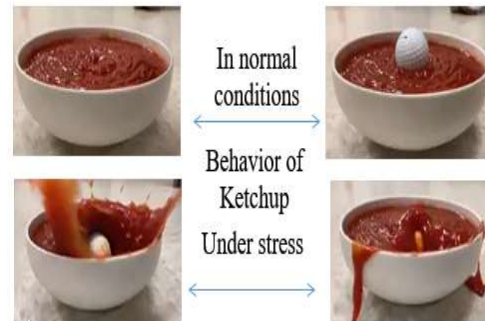 In normal
conditions
Behavior of
Ketchup
Under stress